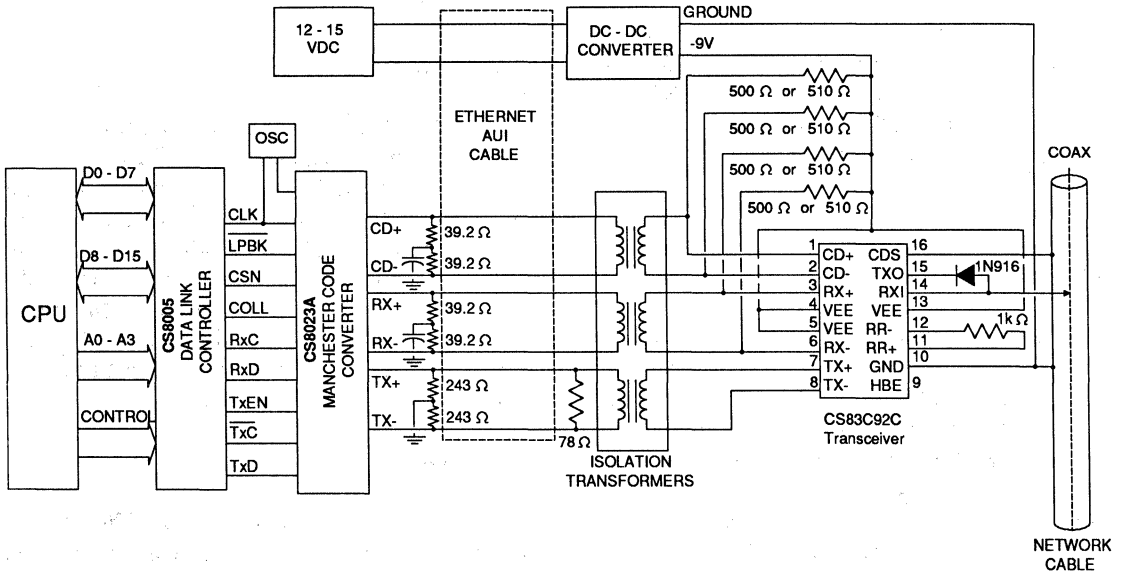 12 - 15
VDC
DC - DC
CONVERTER
GROUND
-9V
500 Ω or 510 Ω
500 Ω or 510 Ω
500 Ω or 510 Ω
500 Ω or 510 Ω
ETHERNET
AUI
CABLE
OSC
COAX
CPU
D0 - D7
D8 - D15
A0 - A3
CONTROL
CS8005
DATA LINK
CONTROLLER
CLK
LPBK
CSN
COLL
RxC
RxD
TxEN
TxC
TxD
CS8023A
MANCHESTER CODE
CONVERTER
CD+
CD-
RX+
RX-
TX+
TX-
39.2 Ω
39.2 Ω
39.2 Ω
39.2 Ω
243 Ω
243 Ω
78 Ω
ISOLATION
TRANSFORMERS
1 CD+ CDS 16
2 CD- TXO 15
3 RX+ RXI 14
4 VEE VEE 13
5 VEE RR- 12
6 RX- RR+ 11
7 TX+ GND 10
8 TX- HBE 9
1N916
1k Ω
CS83C92C
Transceiver
NETWORK
CABLE